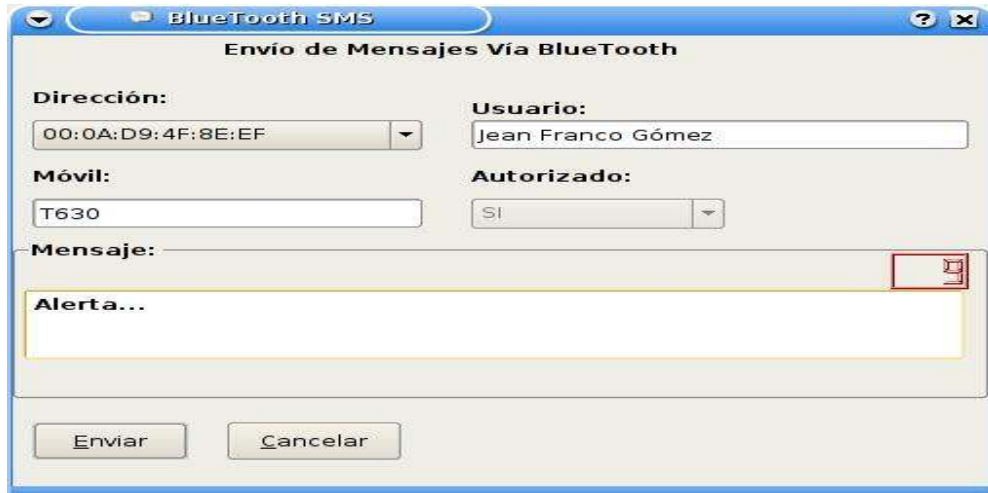 BlueTooth SMS
Envío de Mensajes Vía BlueTooth
Dirección:
Usuario:
00:0A:D9:4F:8E:EF
Jean Franco Gómez
Móvil:
Autorizado:
T630
SI
Mensaje:
9
Alerta...
Enviar
Cancelar